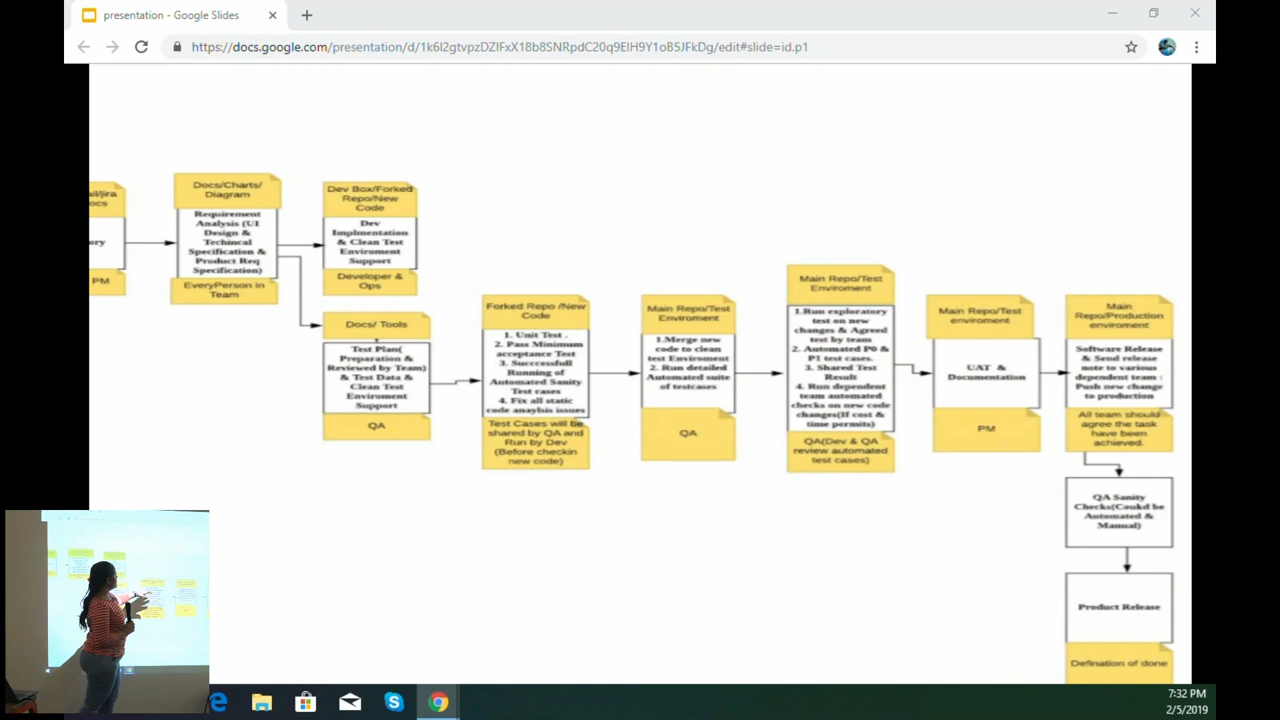 presentation - Google Slides
https://docs.google.com/presentation/d/1k6l2gtvpzDZlFxX18b8SNRpdC20q9ElH9Y1oB5JFkDg/edit#slide=id.p1
ail/jira
ocs
ory
PM
Docs/Charts/
Diagram
Requirement
Analysis (UI
Design &
Techincal
Specification &
Product Req
Specification)
EveryPerson in
Team
Dev Box/Forked
Repo/New
Code
Dev
Implmentation
& Clean Test
Enviroment
Support
Developer &
Ops
Docs/ Tools
Test Plan(
Preparation &
Reviewed by Team)
& Test Data &
Clean Test
Enviroment
Support
QA
Forked Repo /New
Code
1. Unit Test .
2. Pass Minimum
acceptance Test
3. Succcessfull
Running of
Automated Sanity
Test cases
4. Fix all static
code anaylsis issues
Test Cases will be
shared by QA and
Run by Dev
(Before checkin
new code)
Main Repo/Test
Enviroment
1.Merge new
code to clean
test Enviroment
2. Run detailed
Automated suite of
testcases
QA
Main Repo/Test
Enviroment
1.Run exploratory
test on new
changes & Agreed
test by team
2. Automated P0 &
P1 test cases.
3. Shared Test
Result
4. Run dependent
team automated
checks on new code
changes(If cost &
time permits)
QA(Dev & QA
review automated
test cases)
Main Repo/Test
enviroment
UAT &
Documentation
PM
Main
Repo/Production
enviroment
Software Release
& Send release
note to various
dependent team :
Push new change
to production
All team should
agree the task
have been
achieved.
QA Sanity
Checks(Coukd be
Automated &
Manual)
Product Release
Defination of done
7:32 PM
2/5/2019